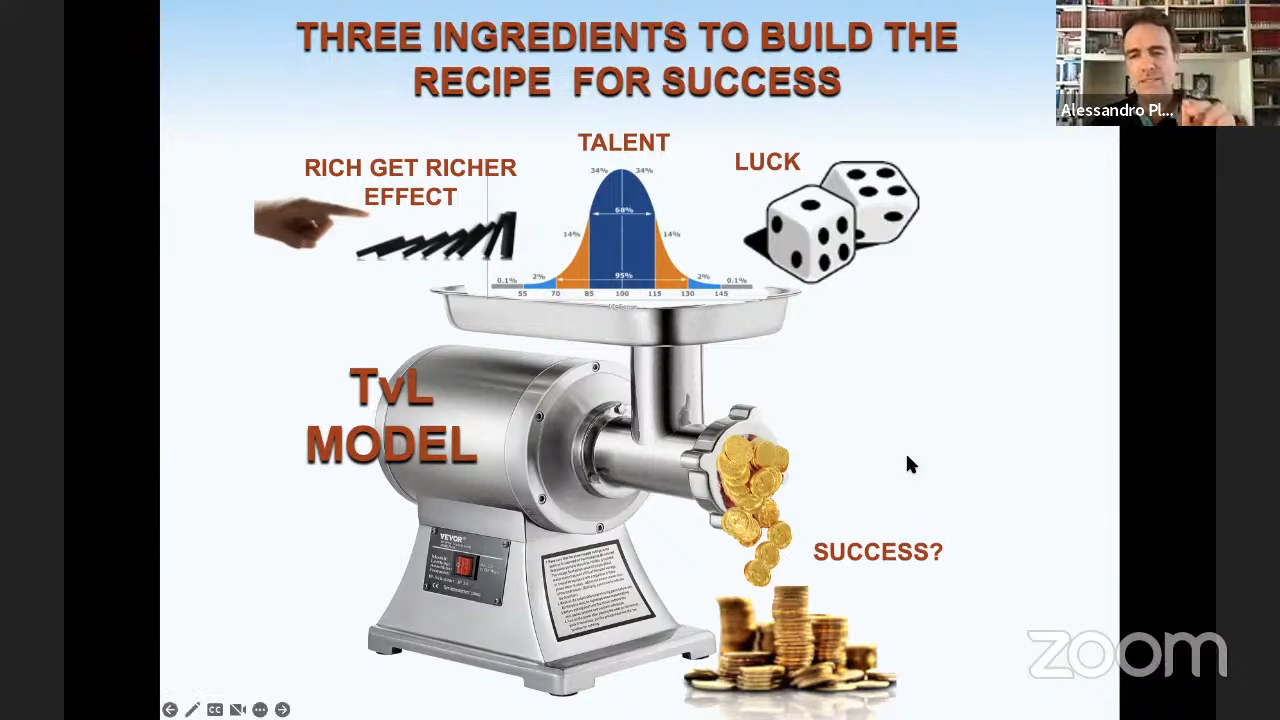 THREE INGREDIENTS TO BUILD THE
RECIPE FOR SUCCESS
Alessandro Pl...
TALENT
RICH GET RICHER
EFFECT
LUCK
34% 34%
68%
14% 14%
0.1% 2% 95% 2% 0.1%
55 70 85 100 115 130 145
TvL
MODEL
VEVOR
SUCCESS?
zoom
CC